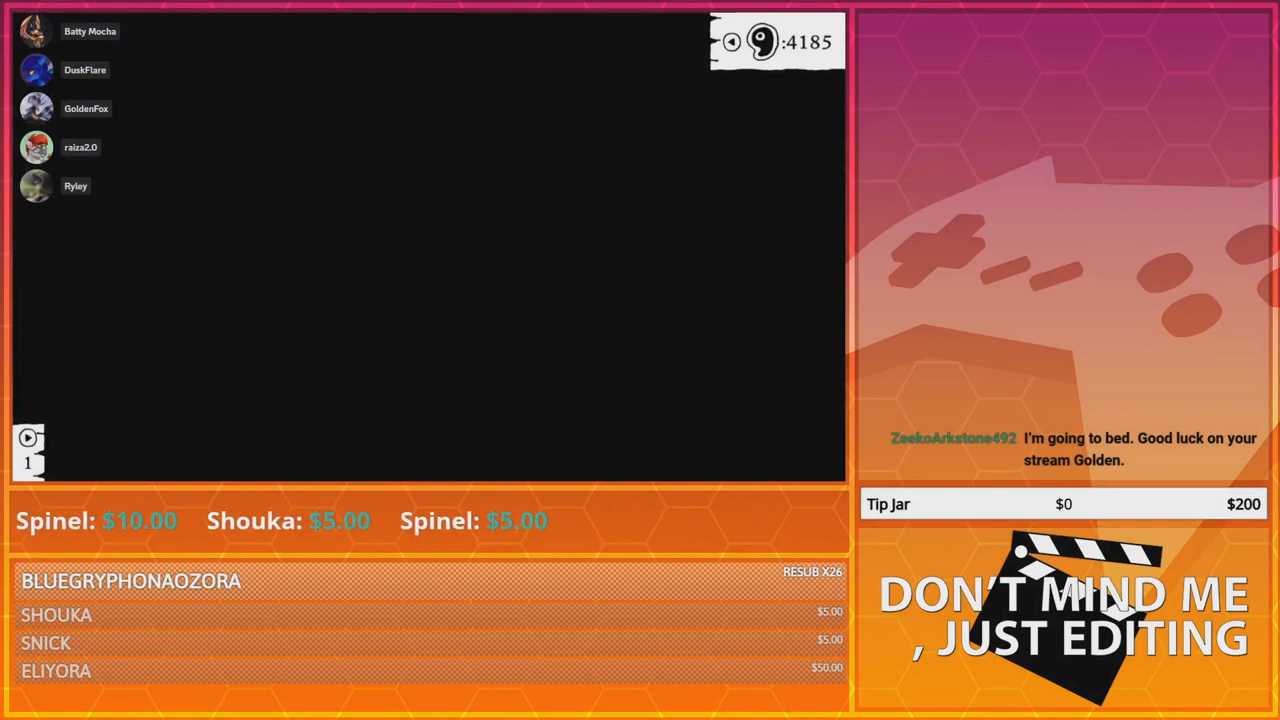 Batty Mocha
DuskFlare
GoldenFox
raiza2.0
Ryley
:4185
1
ZeekoArkstone492 I'm going to bed. Good luck on your
stream Golden.
Tip Jar $0 $200
Spinel: $10.00 Shouka: $5.00 Spinel: $5.00
BLUEGRYPHONAOZORA RESUB X26
SHOUKA $5.00
SNICK $5.00
ELIYORA $50.00
DON'T MIND ME
, JUST EDITING